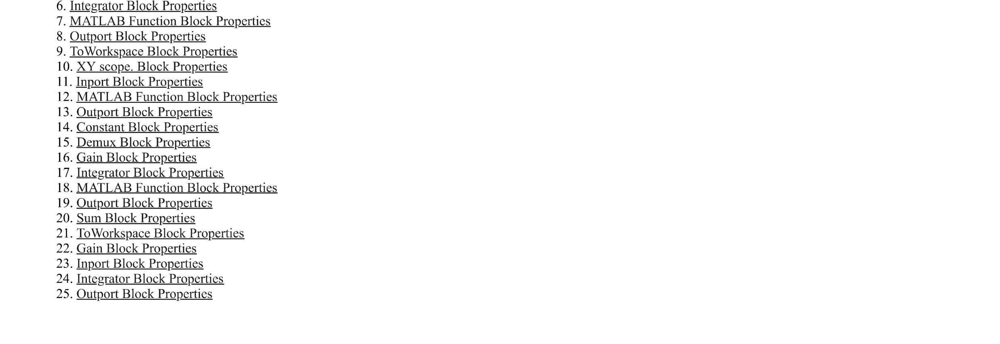 6. Integrator Block Properties
7. MATLAB Function Block Properties
8. Outport Block Properties
9. ToWorkspace Block Properties
10. XY scope. Block Properties
11. Inport Block Properties
12. MATLAB Function Block Properties
13. Outport Block Properties
14. Constant Block Properties
15. Demux Block Properties
16. Gain Block Properties
17. Integrator Block Properties
18. MATLAB Function Block Properties
19. Outport Block Properties
20. Sum Block Properties
21. ToWorkspace Block Properties
22. Gain Block Properties
23. Inport Block Properties
24. Integrator Block Properties
25. Outport Block Properties